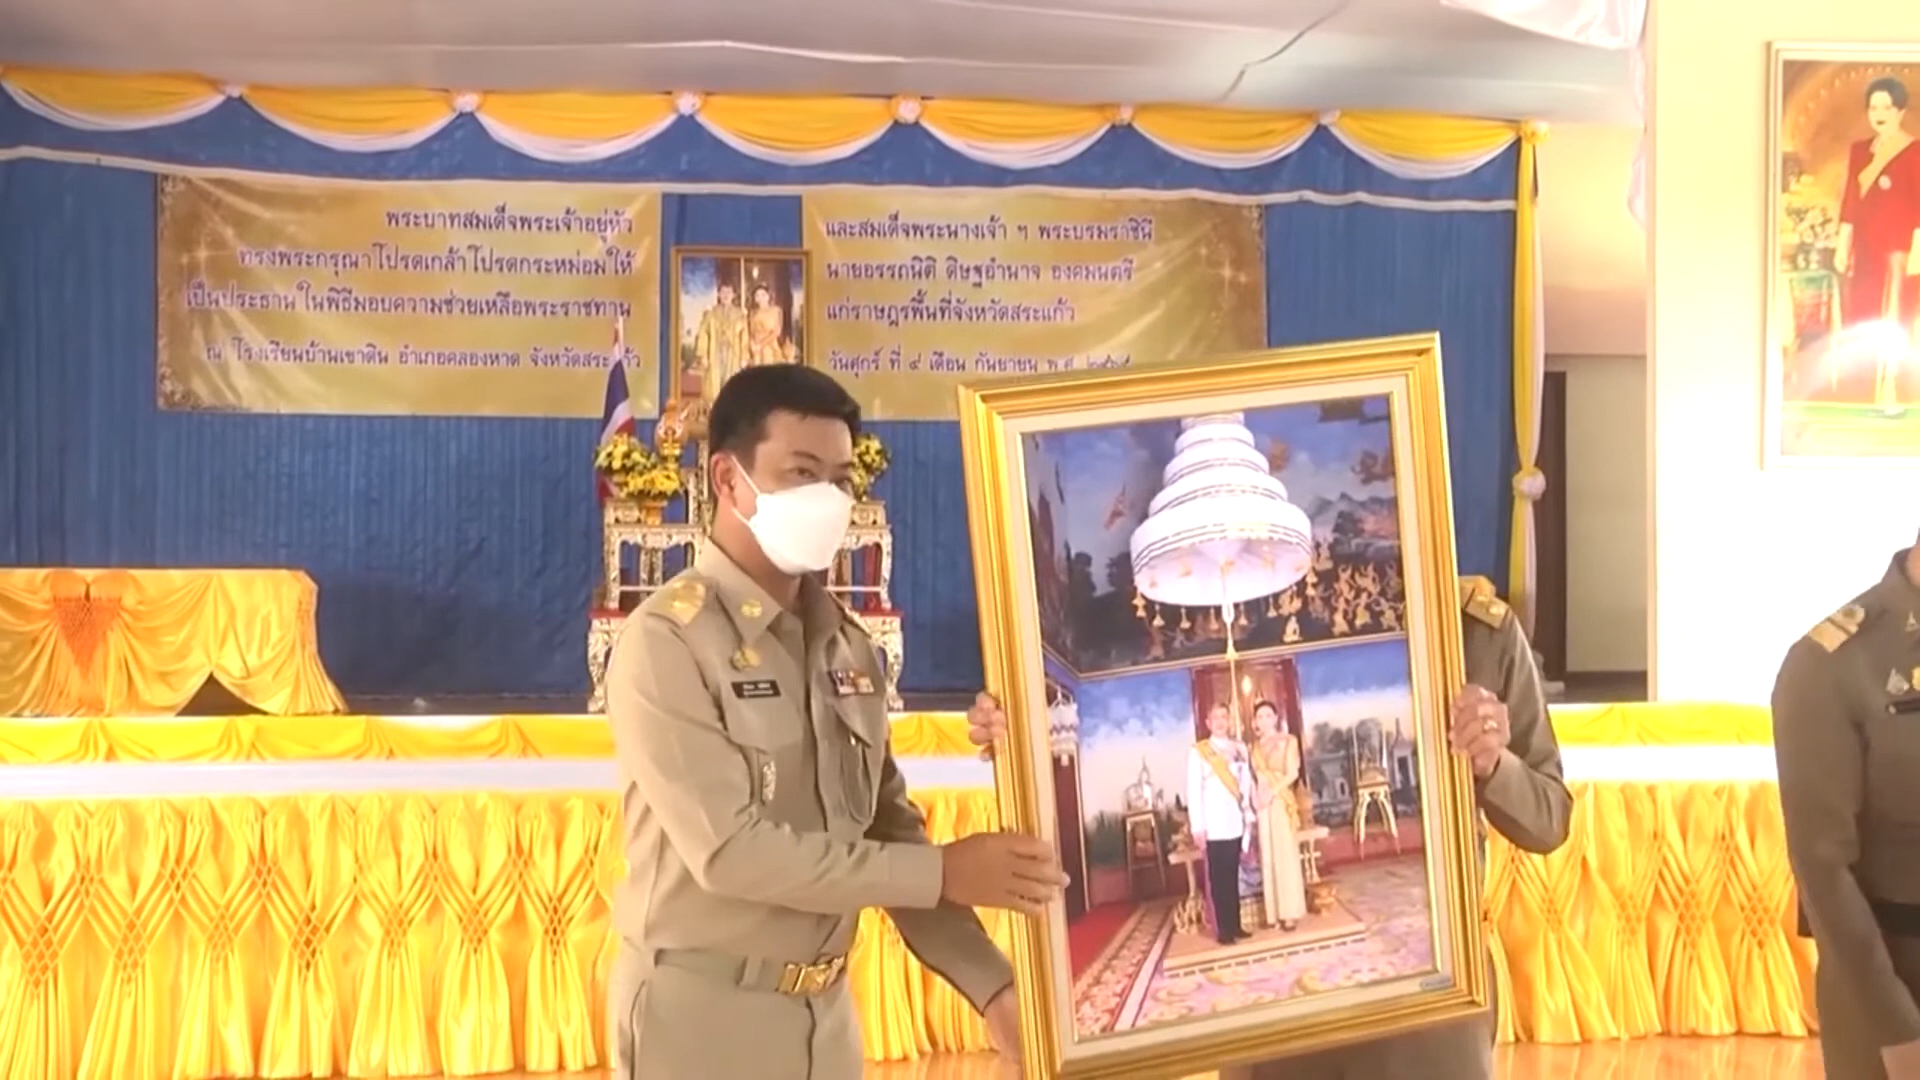 พระบาทสมเด็จพระเจ้าอยู่หัว
ทรงพระกรุณาโปรดเกล้าโปรดกระหม่อมให้
เป็นประธานในพิธีมอบความช่วยเหลือพระราชทาน
ณ โรงเรียนบ้านเขาดิน อำเภอคลองหาด จังหวัดสระแก้ว
และสมเด็จพระนางเจ้า ฯ พระบรมราชินี
นายอรรถนิติ ดิษฐอำนาจ องคมนตรี
แก่ราษฎรพื้นที่จังหวัดสระแก้ว
วันศุกร์ ที่ ๙ เดือน กันยายน พ.ศ. ๒๕๖๕